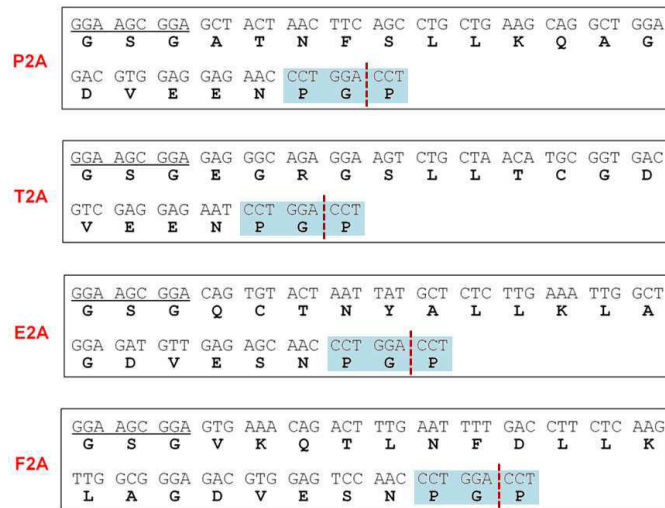 P2A
GGA AGC GGA GCT ACT AAC TTC AGC CTG CTG AAG CAG GCT GGA
G S G A T N F S L L K Q A G
GAC GTG GAG GAG AAC CCT GGA CCT
D V E E N P G P
T2A
GGA AGC GGA GAG GGC AGA GGA AGT CTG CTA ACA TGC GGT GAC
G S G E G R G S L L T C G D
GTC GAG GAG AAT CCT GGA CCT
V E E N P G P
E2A
GGA AGC GGA CAG TGT ACT AAT TAT GCT CTC TTG AAA TTG GCT
G S G Q C T N Y A L L K L A
GGA GAT GTT GAG AGC AAC CCT GGA CCT
G D V E S N P G P
F2A
GGA AGC GGA GTG AAA CAG ACT TTG AAT TTT GAC CTT CTC AAG
G S G V K Q T L N F D L L K
TTG GCG GGA GAC GTG GAG TCC AAC CCT GGA CCT
L A G D V E S N P G P